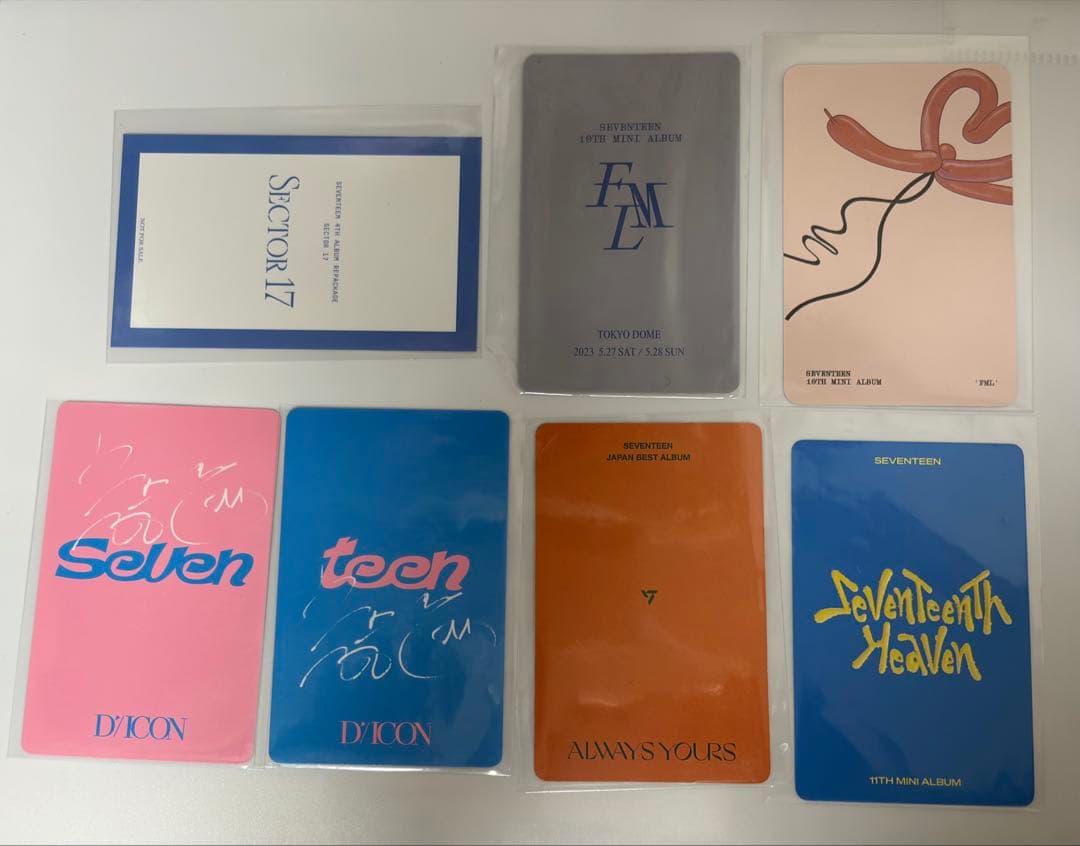 SEVENTEEN 4TH ALBUM REPACKAGE
SECTOR 17
SECTOR 17
NOT FOR SALE
SEVENTEEN
10TH MINI ALBUM
FML
TOKYO DOME
2023 5.27 SAT / 5.28 SUN
SEVENTEEN
10TH MINI ALBUM
'FML'
Seven
D'/ICON
teen
D'/ICON
SEVENTEEN
JAPAN BEST ALBUM
ALWAYS YOURS
SEVENTEEN
SEVENTEENTH
HEAVEN
11TH MINI ALBUM